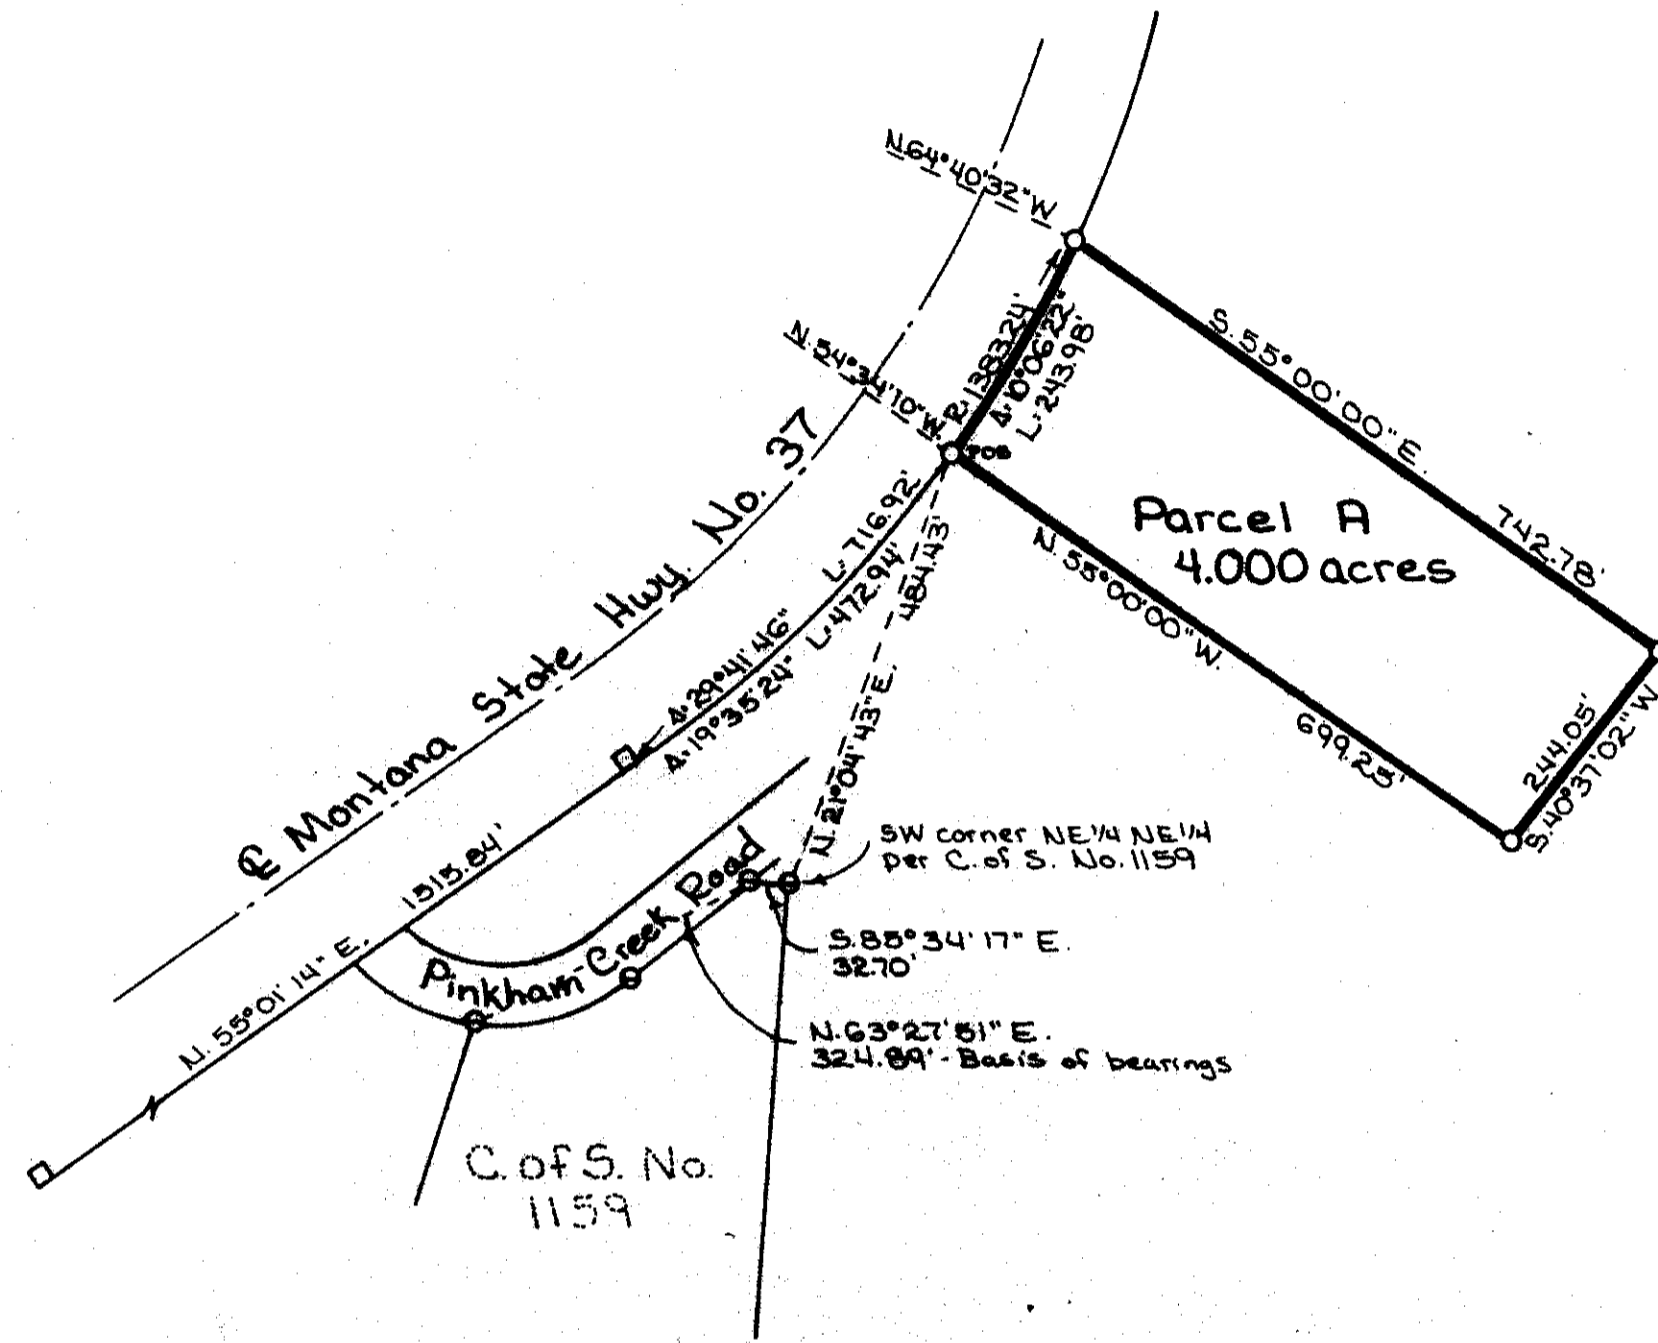 N.64°40'32"W
N.54°34'10"W.
R:1383.24'
Δ:10°06'22"
L:243.98'
POB
S.55°00'00"E.
742.78'
Parcel A
4.000 acres
N.55°00'00"W.
699.25'
244.05'
S.40°37'02"W
℄ Montana State Hwy. No. 37
L:716.92'
Δ:29°41'46"
Δ:19°35'24" L:472.94'
484.43'
N.21°04'43"E.
1515.84'
N.55°01'14"E.
SW corner NE1/4 NE1/4
per C.of S. No.1159
Pinkham Creek Road
S.85°34'17"E.
32.70'
N.63°27'51"E.
324.89'-Basis of bearings
C.of S. No.
1159